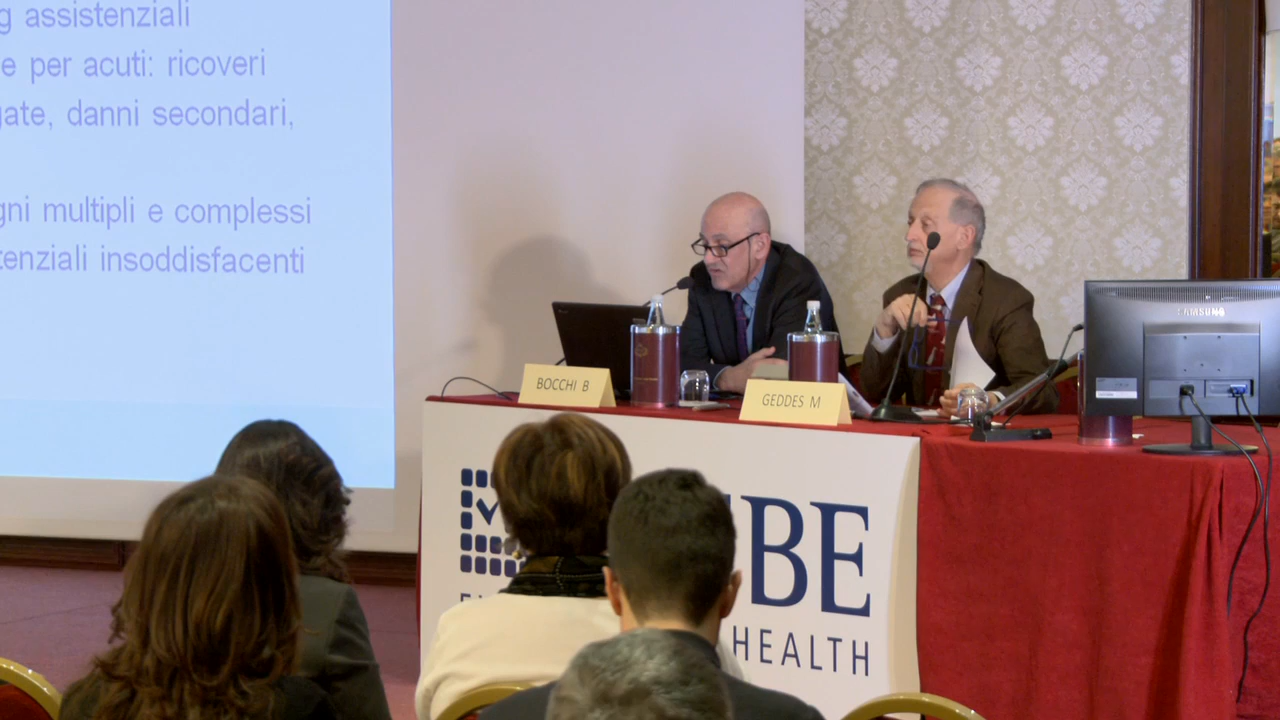 g assistenziali
e per acuti: ricoveri
gate, danni secondari,
gni multipli e complessi
tenziali insoddisfacenti
SAMSUNG
BOCCHI B
GEDDES M
BE
HEALTH